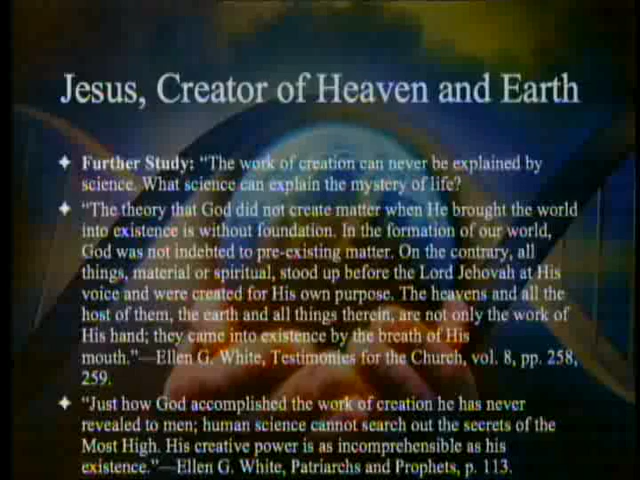 Jesus, Creator of Heaven and Earth
Further Study: “The work of creation can never be explained by
science. What science can explain the mystery of life?
“The theory that God did not create matter when He brought the world
into existence is without foundation. In the formation of our world,
God was not indebted to pre-existing matter. On the contrary, all
things, material or spiritual, stood up before the Lord Jehovah at His
voice and were created for His own purpose. The heavens and all the
host of them, the earth and all things therein, are not only the work of
His hand; they came into existence by the breath of His
mouth.”—Ellen G. White, Testimonies for the Church, vol. 8, pp. 258,
259.
“Just how God accomplished the work of creation he has never
revealed to men; human science cannot search out the secrets of the
Most High. His creative power is as incomprehensible as his
existence.”—Ellen G. White, Patriarchs and Prophets, p. 113.